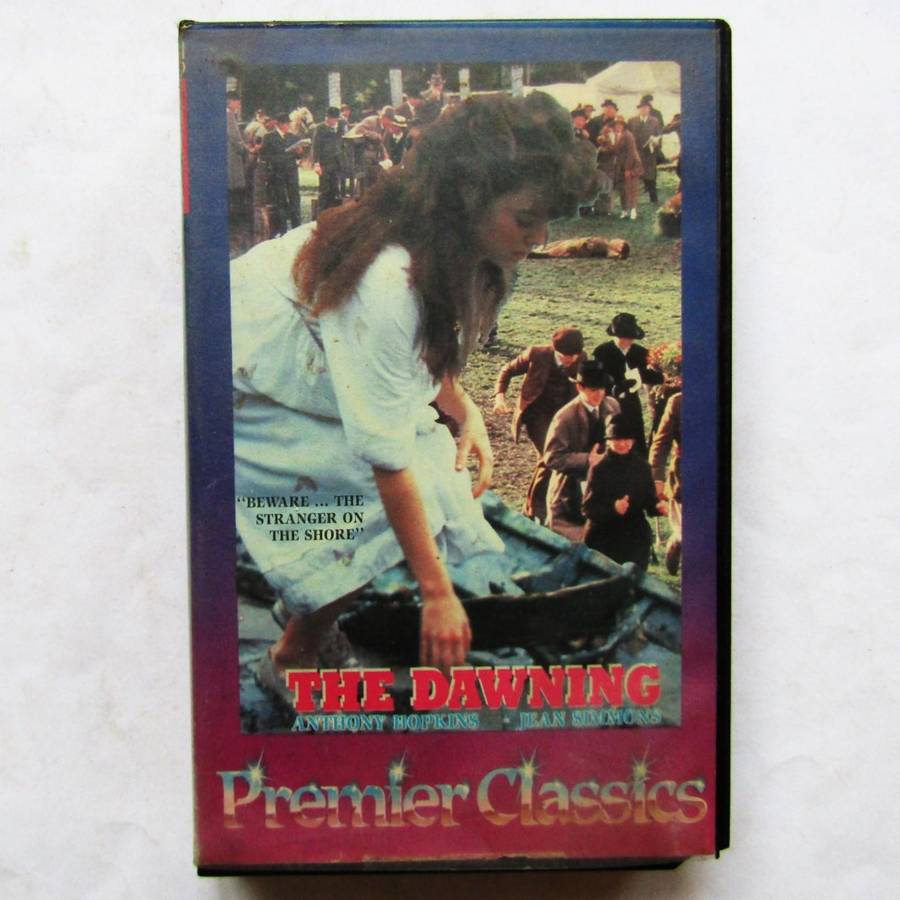 "BEWARE ... THE
STRANGER ON
THE SHORE"
THE DAWNING
ANTHONY HOPKINS · JEAN SIMMONS
Premier Classics